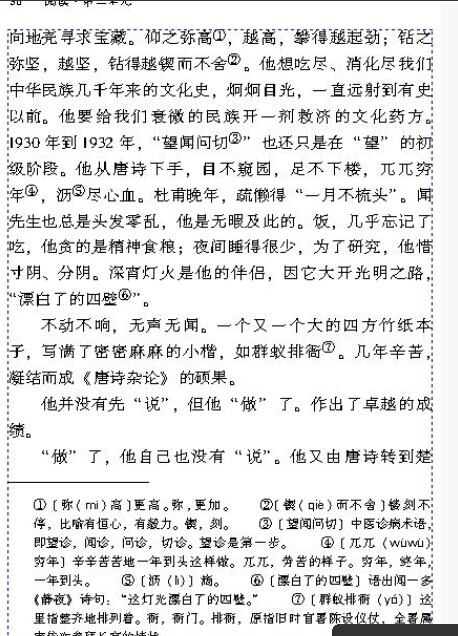 向地壳寻求宝藏。仰之弥高①，越高，攀得越起劲；钻之
弥坚，越坚，钻得越锲而不舍②。他想吃尽、消化尽我们
中华民族几千年来的文化史，炯炯目光，一直远射到有史
以前。他要给我们衰微的民族开一剂救济的文化药方。
1930 年到 1932 年，“望闻问切③”也还只是在“望”的初
级阶段。他从唐诗下手，目不窥园，足不下楼，兀兀穷
年④，沥⑤尽心血。杜甫晚年，疏懒得“一月不梳头”。闻
先生也总是头发零乱，他是无暇及此的。饭，几乎忘记了
吃，他贪的是精神食粮；夜间睡得很少，为了研究，他惜
寸阴、分阴。深宵灯火是他的伴侣，因它大开光明之路，
“漂白了的四壁⑥”。
不动不响，无声无闻。一个又一个大的四方竹纸本
子，写满了密密麻麻的小楷，如群蚁排衙⑦。几年辛苦，
凝结而成《唐诗杂论》的硕果。
他并没有先“说”，但他“做”了。作出了卓越的成
绩。
“做”了，他自己也没有“说”。他又由唐诗转到楚
①〔弥（mí）高〕更高。弥，更加。 ②〔锲（qiè）而不舍〕镂刻不
停，比喻有恒心，有毅力。锲，刻。 ③〔望闻问切〕中医诊病术语，
即望诊，闻诊，问诊，切诊。望诊是第一步。 ④〔兀兀（wùwù）
穷年〕辛辛苦苦地一年到头这样做。兀兀，劳苦的样子。穷年，终年，
一年到头。 ⑤〔沥（lì）〕滴。 ⑥〔漂白了的四壁〕语出闻一多
《静夜》诗句：“这灯光漂白了的四壁。” ⑦〔群蚁排衙（yá）〕这
里指整齐地排列着。衙，衙门。排衙，原指旧时官署陈设仪仗，全署属